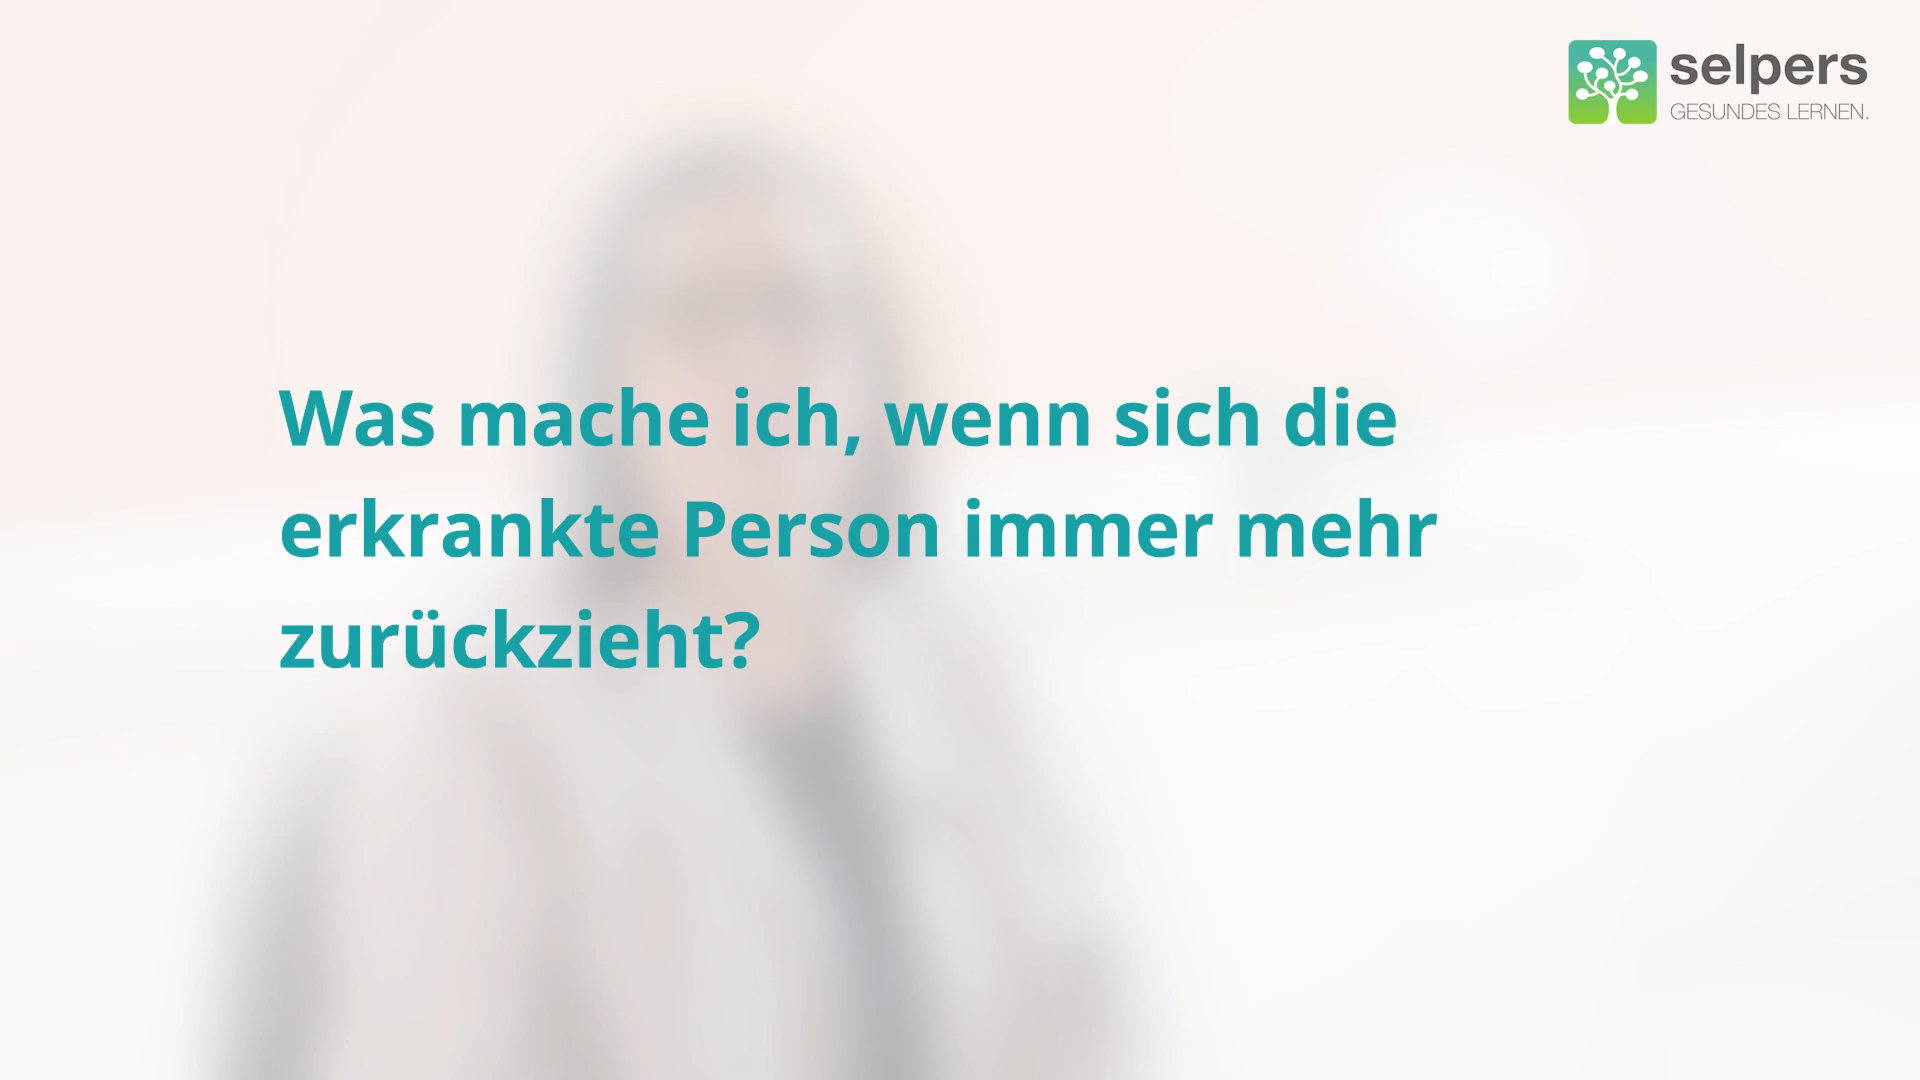 selpers
GESUNDES LERNEN.
Was mache ich, wenn sich die
erkrankte Person immer mehr
zurückzieht?